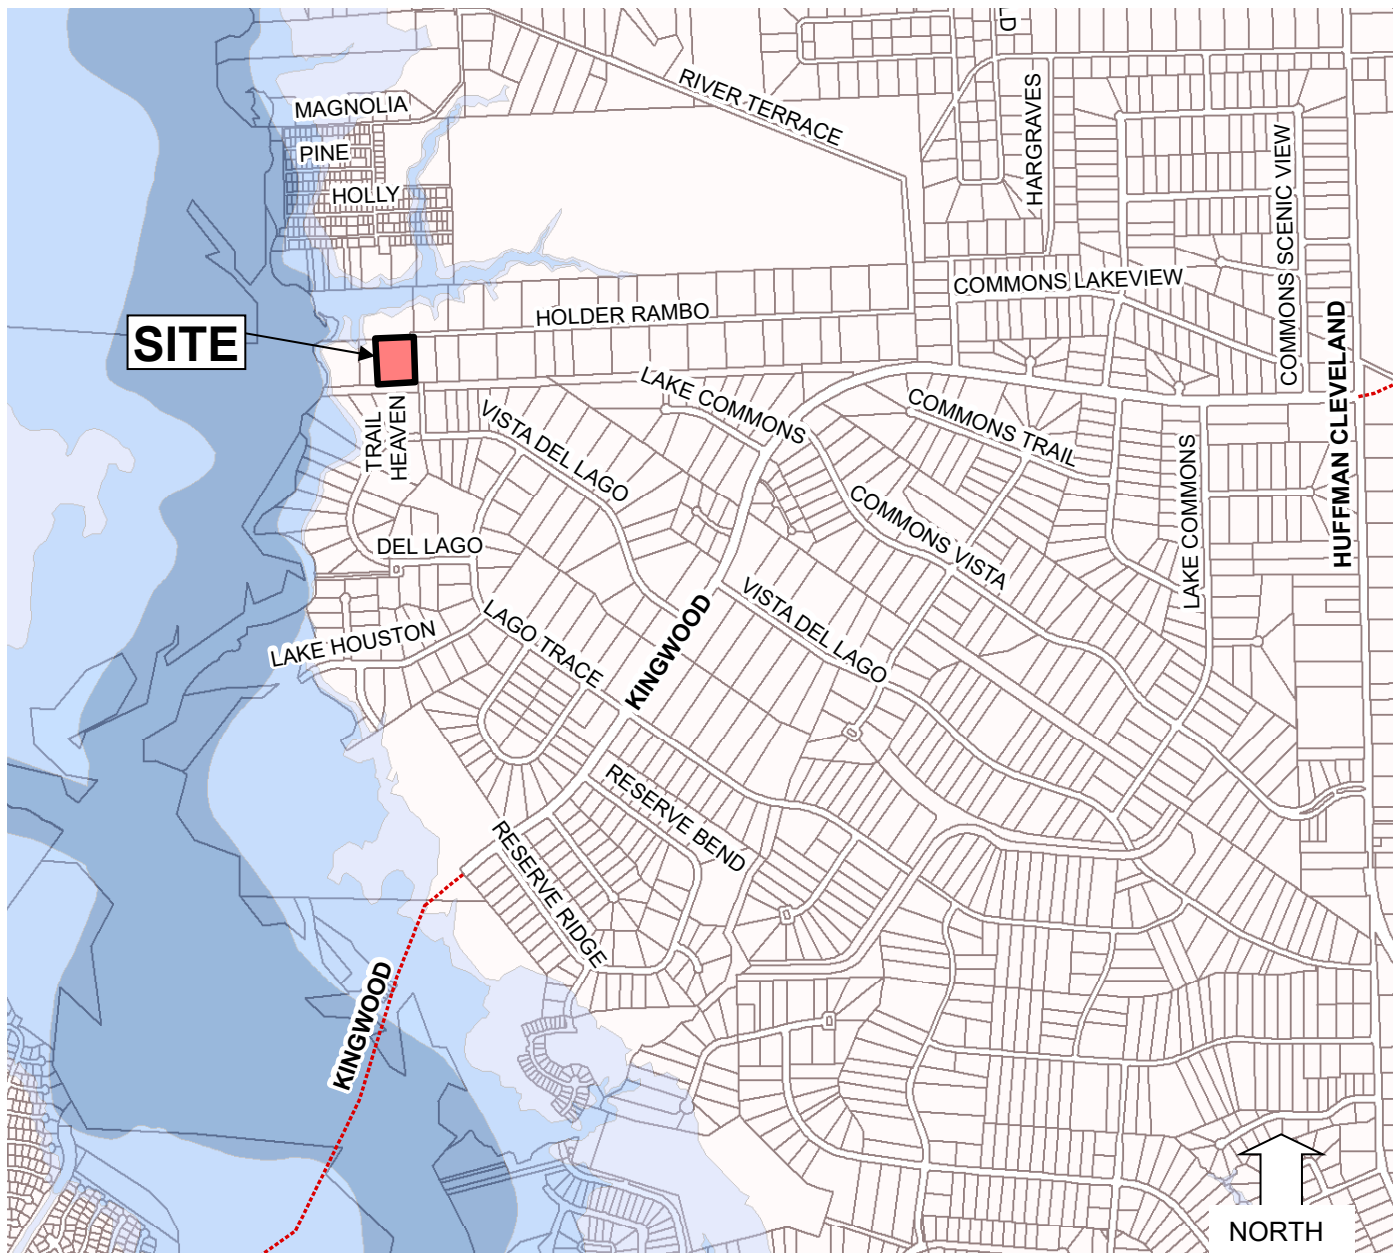 LD
MAGNOLIA
RIVER TERRACE
HARGRAVES
PINE
HOLLY
COMMONS SCENIC VIEW
COMMONS LAKEVIEW
HOLDER RAMBO
SITE
HUFFMAN CLEVELAND
LAKE COMMONS
COMMONS TRAIL
TRAIL
HEAVEN
VISTA DEL LAGO
LAKE COMMONS
COMMONS VISTA
DEL LAGO
VISTA DEL LAGO
LAGO TRACE
LAKE HOUSTON
KINGWOOD
RESERVE BEND
RESERVE RIDGE
KINGWOOD
NORTH